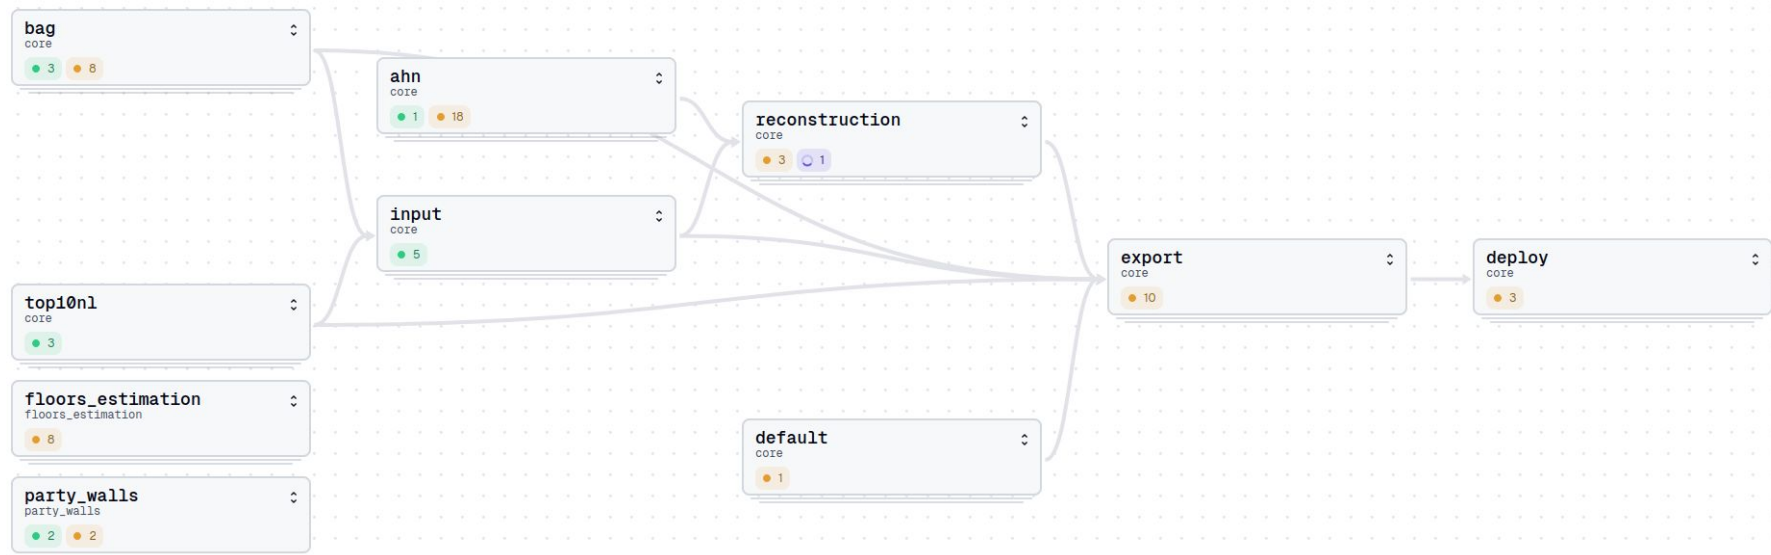 bag
core
3 8
ahn
core
1 18
reconstruction
core
3 1
input
core
5
export
core
10
deploy
core
3
top10nl
core
3
floors_estimation
floors_estimation
8
default
core
1
party_walls
party_walls
2 2